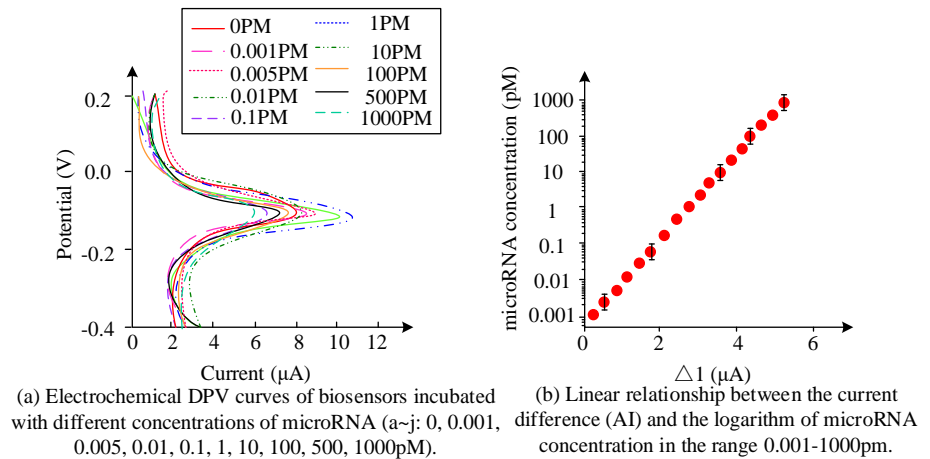 0PM
1PM
0.001PM
10PM
0.005PM
100PM
0.01PM
500PM
0.1PM
1000PM
Potential (V)
0.2
0.0
-0.2
-0.4
0 2 4 6 8 10 12
Current (μA)
(a) Electrochemical DPV curves of biosensors incubated
with different concentrations of microRNA (a~j: 0, 0.001,
0.005, 0.01, 0.1, 1, 10, 100, 500, 1000pM).
microRNA concentration (pM)
1000
100
10
1
0.1
0.01
0.001
0 2 4 6
△1 (μA)
(b) Linear relationship between the current
difference (AI) and the logarithm of microRNA
concentration in the range 0.001-1000pm.